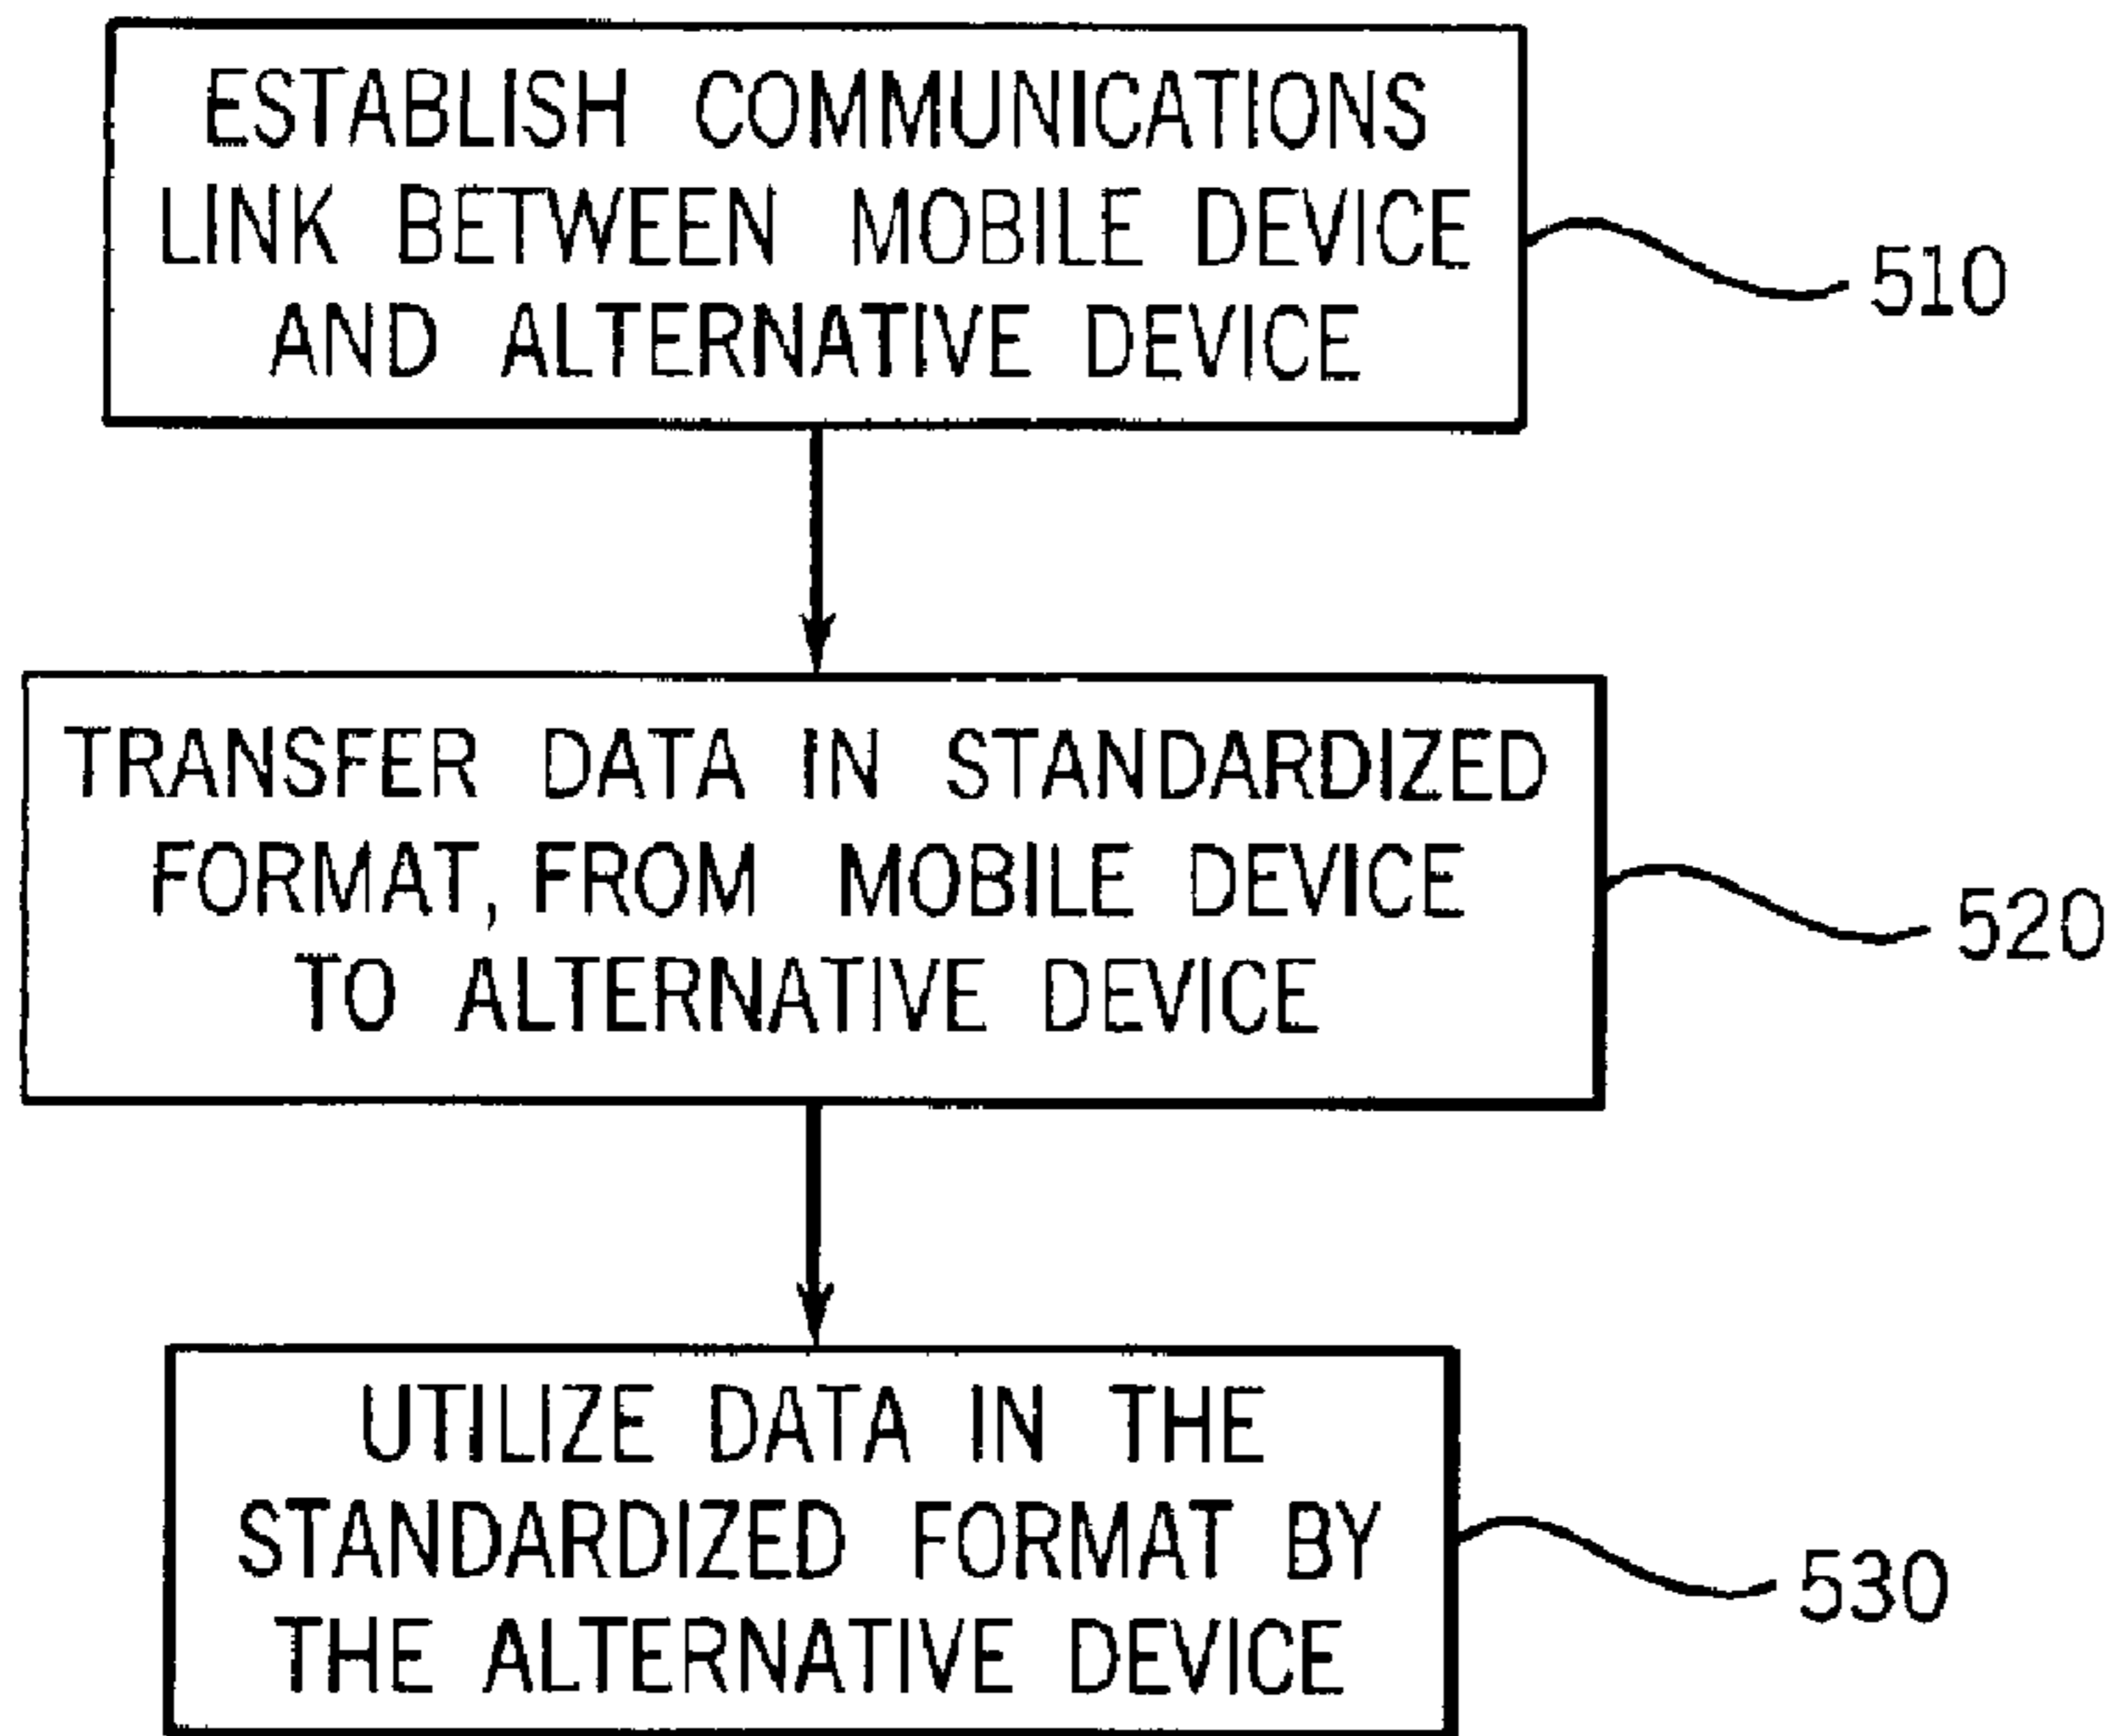 ESTABLISH COMMUNICATIONS
LINK BETWEEN MOBILE DEVICE
AND ALTERNATIVE DEVICE
510
TRANSFER DATA IN STANDARDIZED
FORMAT, FROM MOBILE DEVICE
TO ALTERNATIVE DEVICE
520
UTILIZE DATA IN THE
STANDARDIZED FORMAT BY
THE ALTERNATIVE DEVICE
530